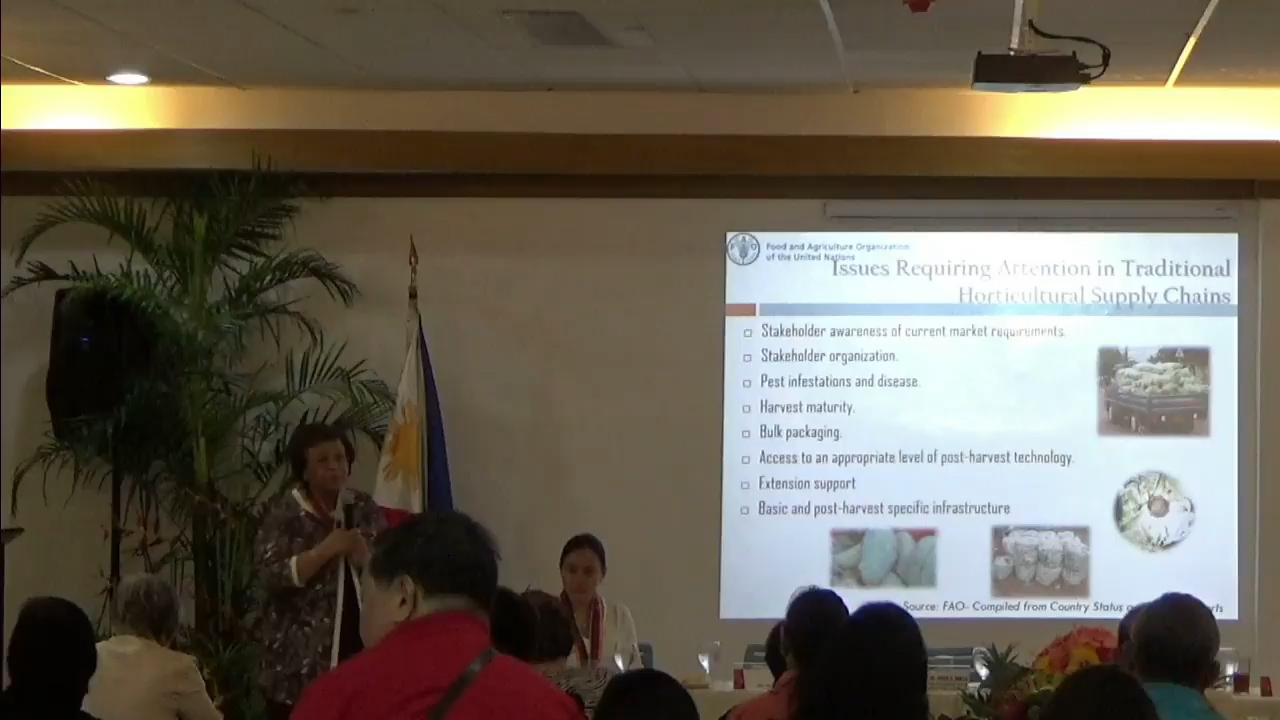 Food and Agriculture Organization
of the United Nations
Issues Requiring Attention in Traditional
Horticultural Supply Chains
Stakeholder awareness of current market requirements.
Stakeholder organization.
Pest infestations and disease.
Harvest maturity.
Bulk packaging.
Access to an appropriate level of post-harvest technology.
Extension support
Basic and post-harvest specific infrastructure
Source: FAO- Compiled from Country Status